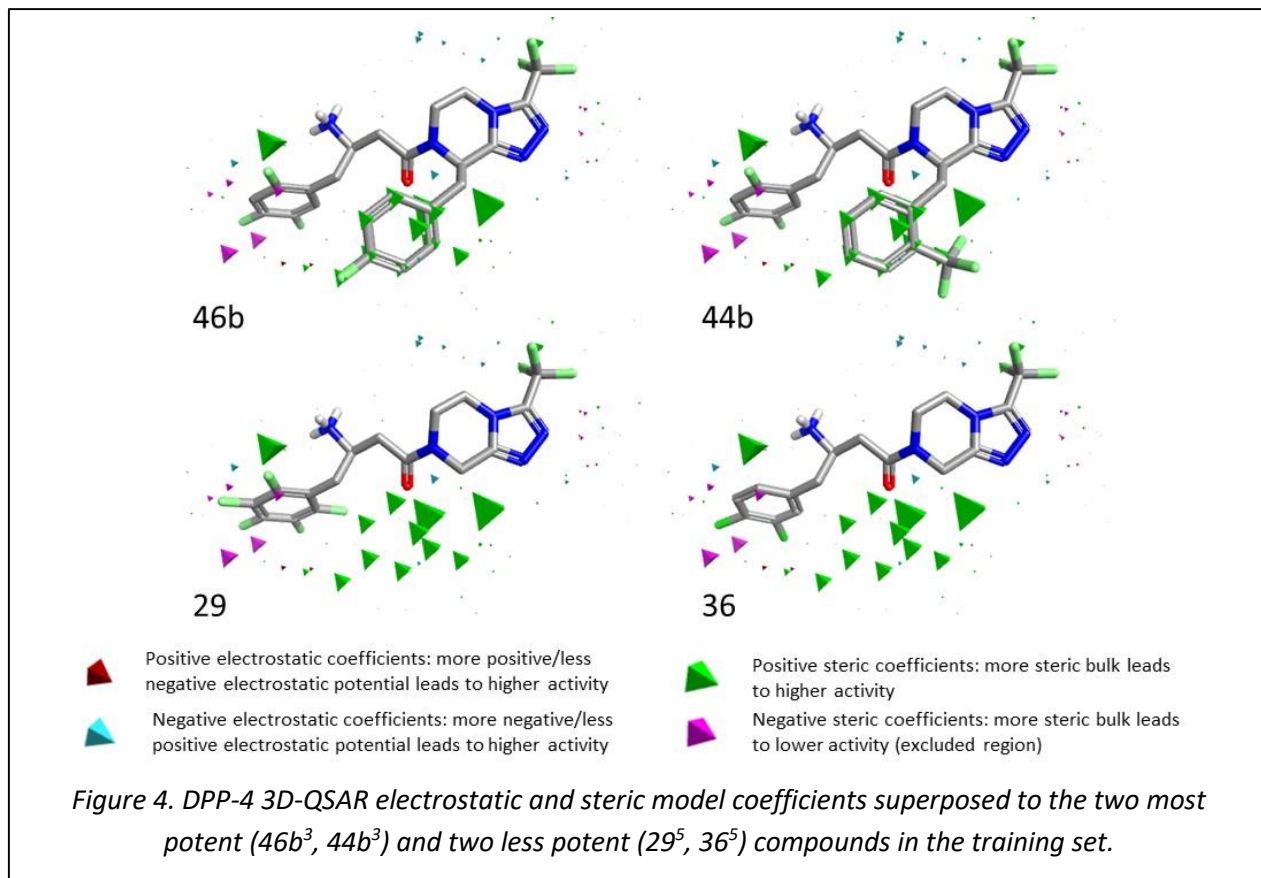 46b
44b
29
36
Positive electrostatic coefficients: more positive/less
negative electrostatic potential leads to higher activity
Negative electrostatic coefficients: more negative/less
positive electrostatic potential leads to higher activity
Positive steric coefficients: more steric bulk leads
to higher activity
Negative steric coefficients: more steric bulk leads
to lower activity (excluded region)
Figure 4. DPP-4 3D-QSAR electrostatic and steric model coefficients superposed to the two most
potent (46b³, 44b³) and two less potent (29⁵, 36⁵) compounds in the training set.